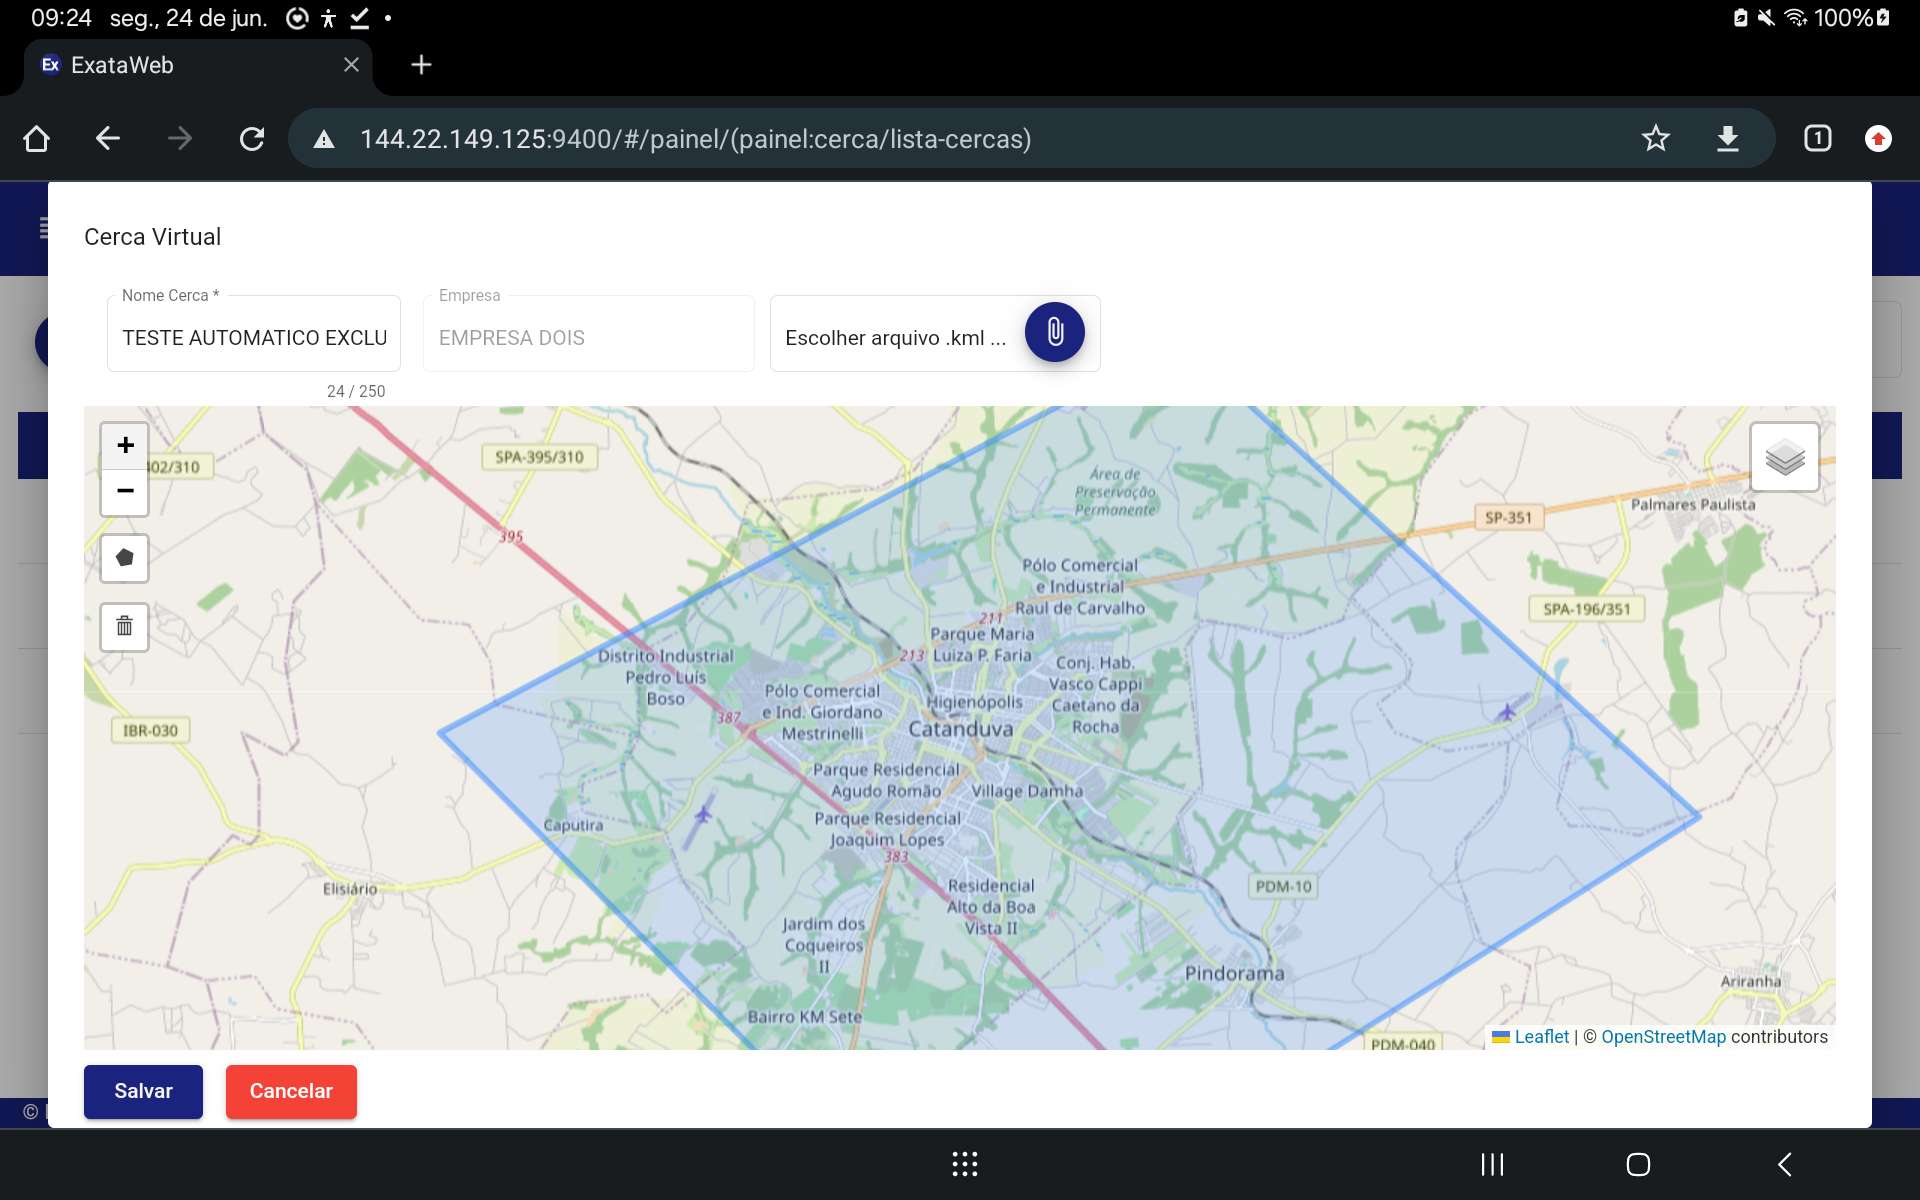 09:24 seg., 24 de jun.
100%
Ex ExataWeb
144.22.149.125:9400/#/painel/(painel:cerca/lista-cercas)
1
Cerca Virtual
Nome Cerca *
TESTE AUTOMATICO EXCLU
24 / 250
Empresa
EMPRESA DOIS
Escolher arquivo .kml ...
+
−
402/310
SPA-395/310
395
Área de
Preservação
Permanente
SP-351
Palmares Paulista
Pólo Comercial
e Industrial
Raul de Carvalho
SPA-196/351
211
Parque Maria
Luiza P. Faria
213
Distrito Industrial
Pedro Luís
Boso
Conj. Hab.
Vasco Cappi
Caetano da
Rocha
Pólo Comercial
e Ind. Giordano
Mestrinelli
Higienópolis
387
Catanduva
IBR-030
Parque Residencial
Agudo Romão
Village Damha
Parque Residencial
Joaquim Lopes
Caputira
383
Elisiário
Residencial
Alto da Boa
Vista II
PDM-10
Jardim dos
Coqueiros
II
Pindorama
Ariranha
Bairro KM Sete
PDM-040
Leaflet | © OpenStreetMap contributors
Salvar
Cancelar
©